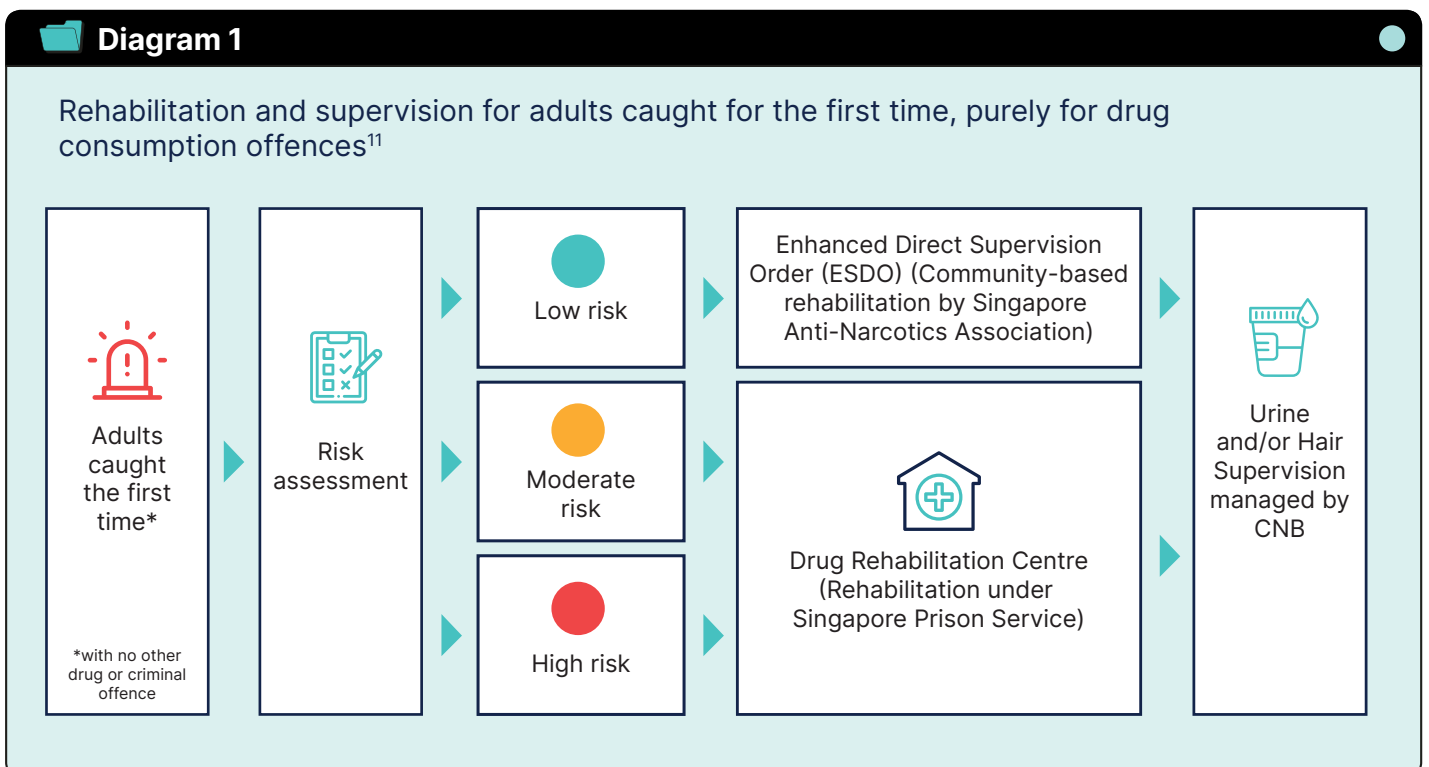 Diagram 1
Rehabilitation and supervision for adults caught for the first time, purely for drug
consumption offences¹¹
Adults
caught
the first
time*
*with no other
drug or criminal
offence
Risk
assessment
Low risk
Moderate
risk
High risk
Enhanced Direct Supervision
Order (ESDO) (Community-based
rehabilitation by Singapore
Anti-Narcotics Association)
Drug Rehabilitation Centre
(Rehabilitation under
Singapore Prison Service)
Urine
and/or Hair
Supervision
managed by
CNB